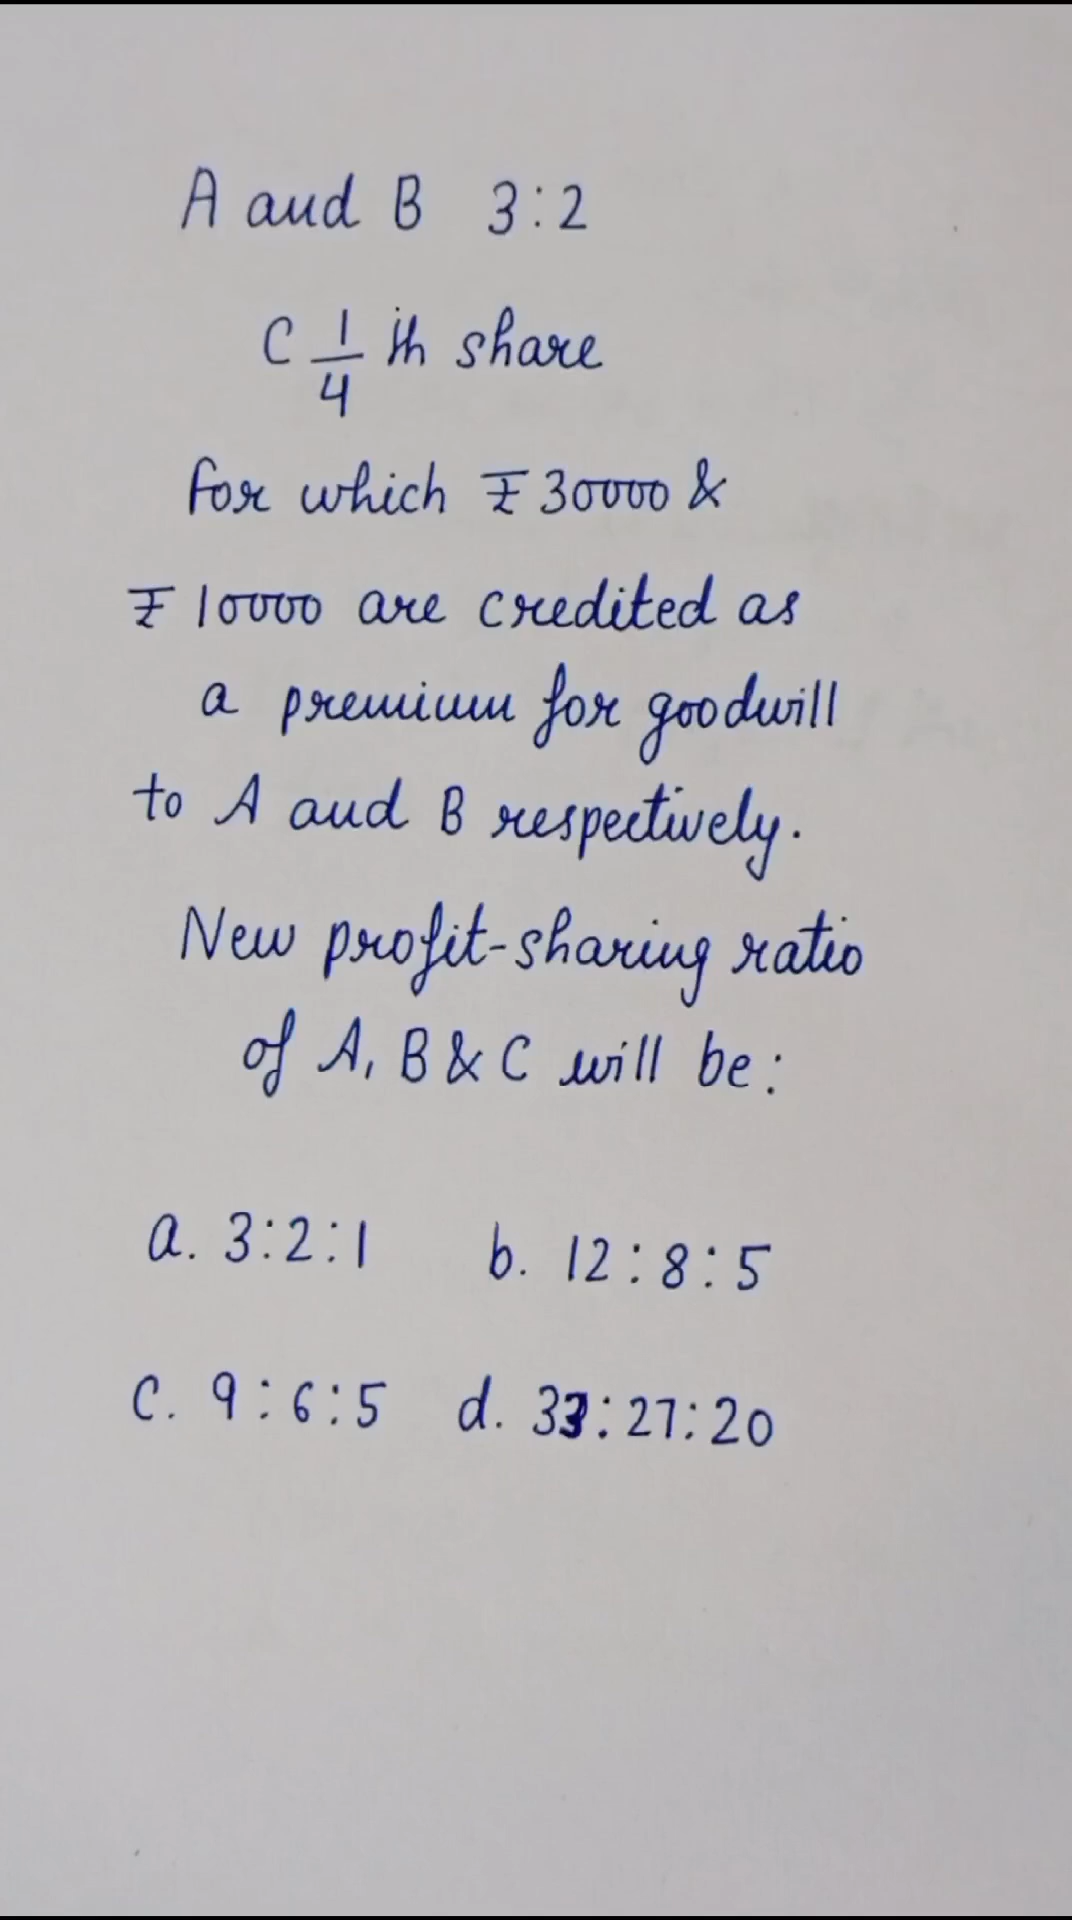 A and B 3:2
C 1/4 th share
for which ₹30000 &
₹10000 are credited as
a premium for goodwill
to A and B respectively.
New profit-sharing ratio
of A, B & C will be:
a. 3:2:1 b. 12:8:5
c. 9:6:5 d. 33:27:20